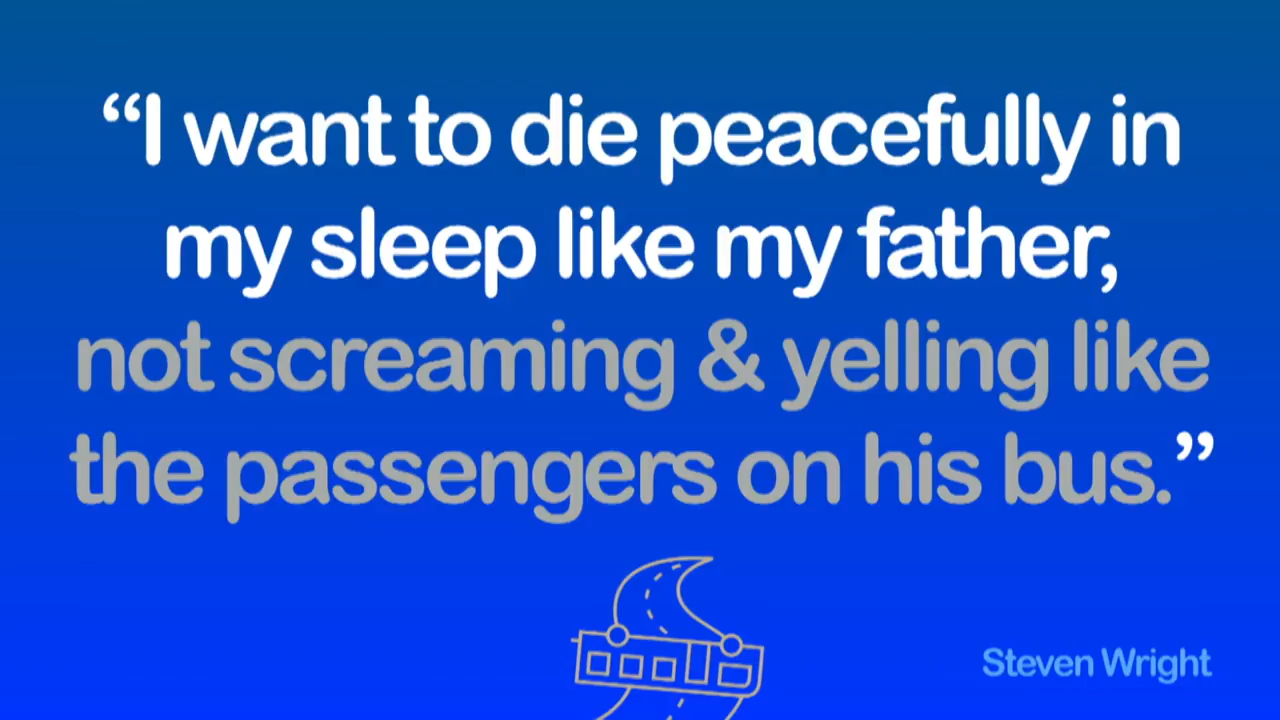 “I want to die peacefully in
my sleep like my father,
not screaming & yelling like
the passengers on his bus.”
Steven Wright